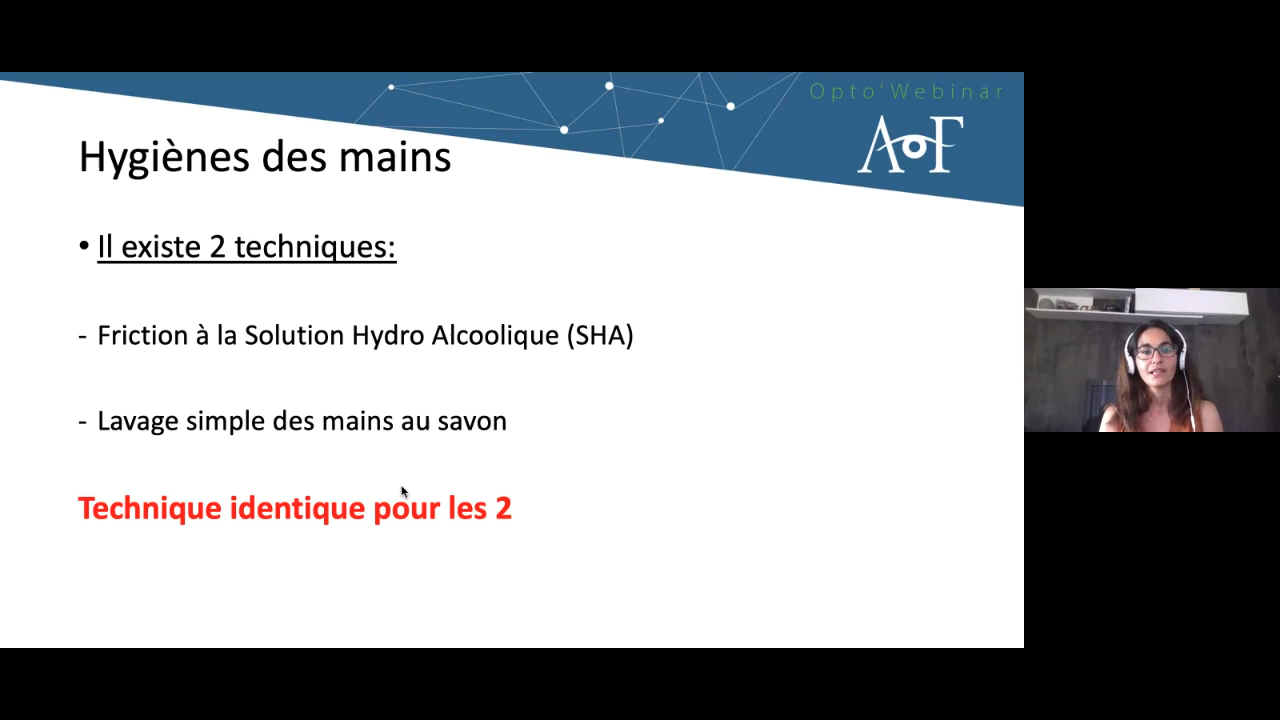 Opto'Webinar
AOF
Hygiènes des mains
• Il existe 2 techniques:
- Friction à la Solution Hydro Alcoolique (SHA)
- Lavage simple des mains au savon
Technique identique pour les 2